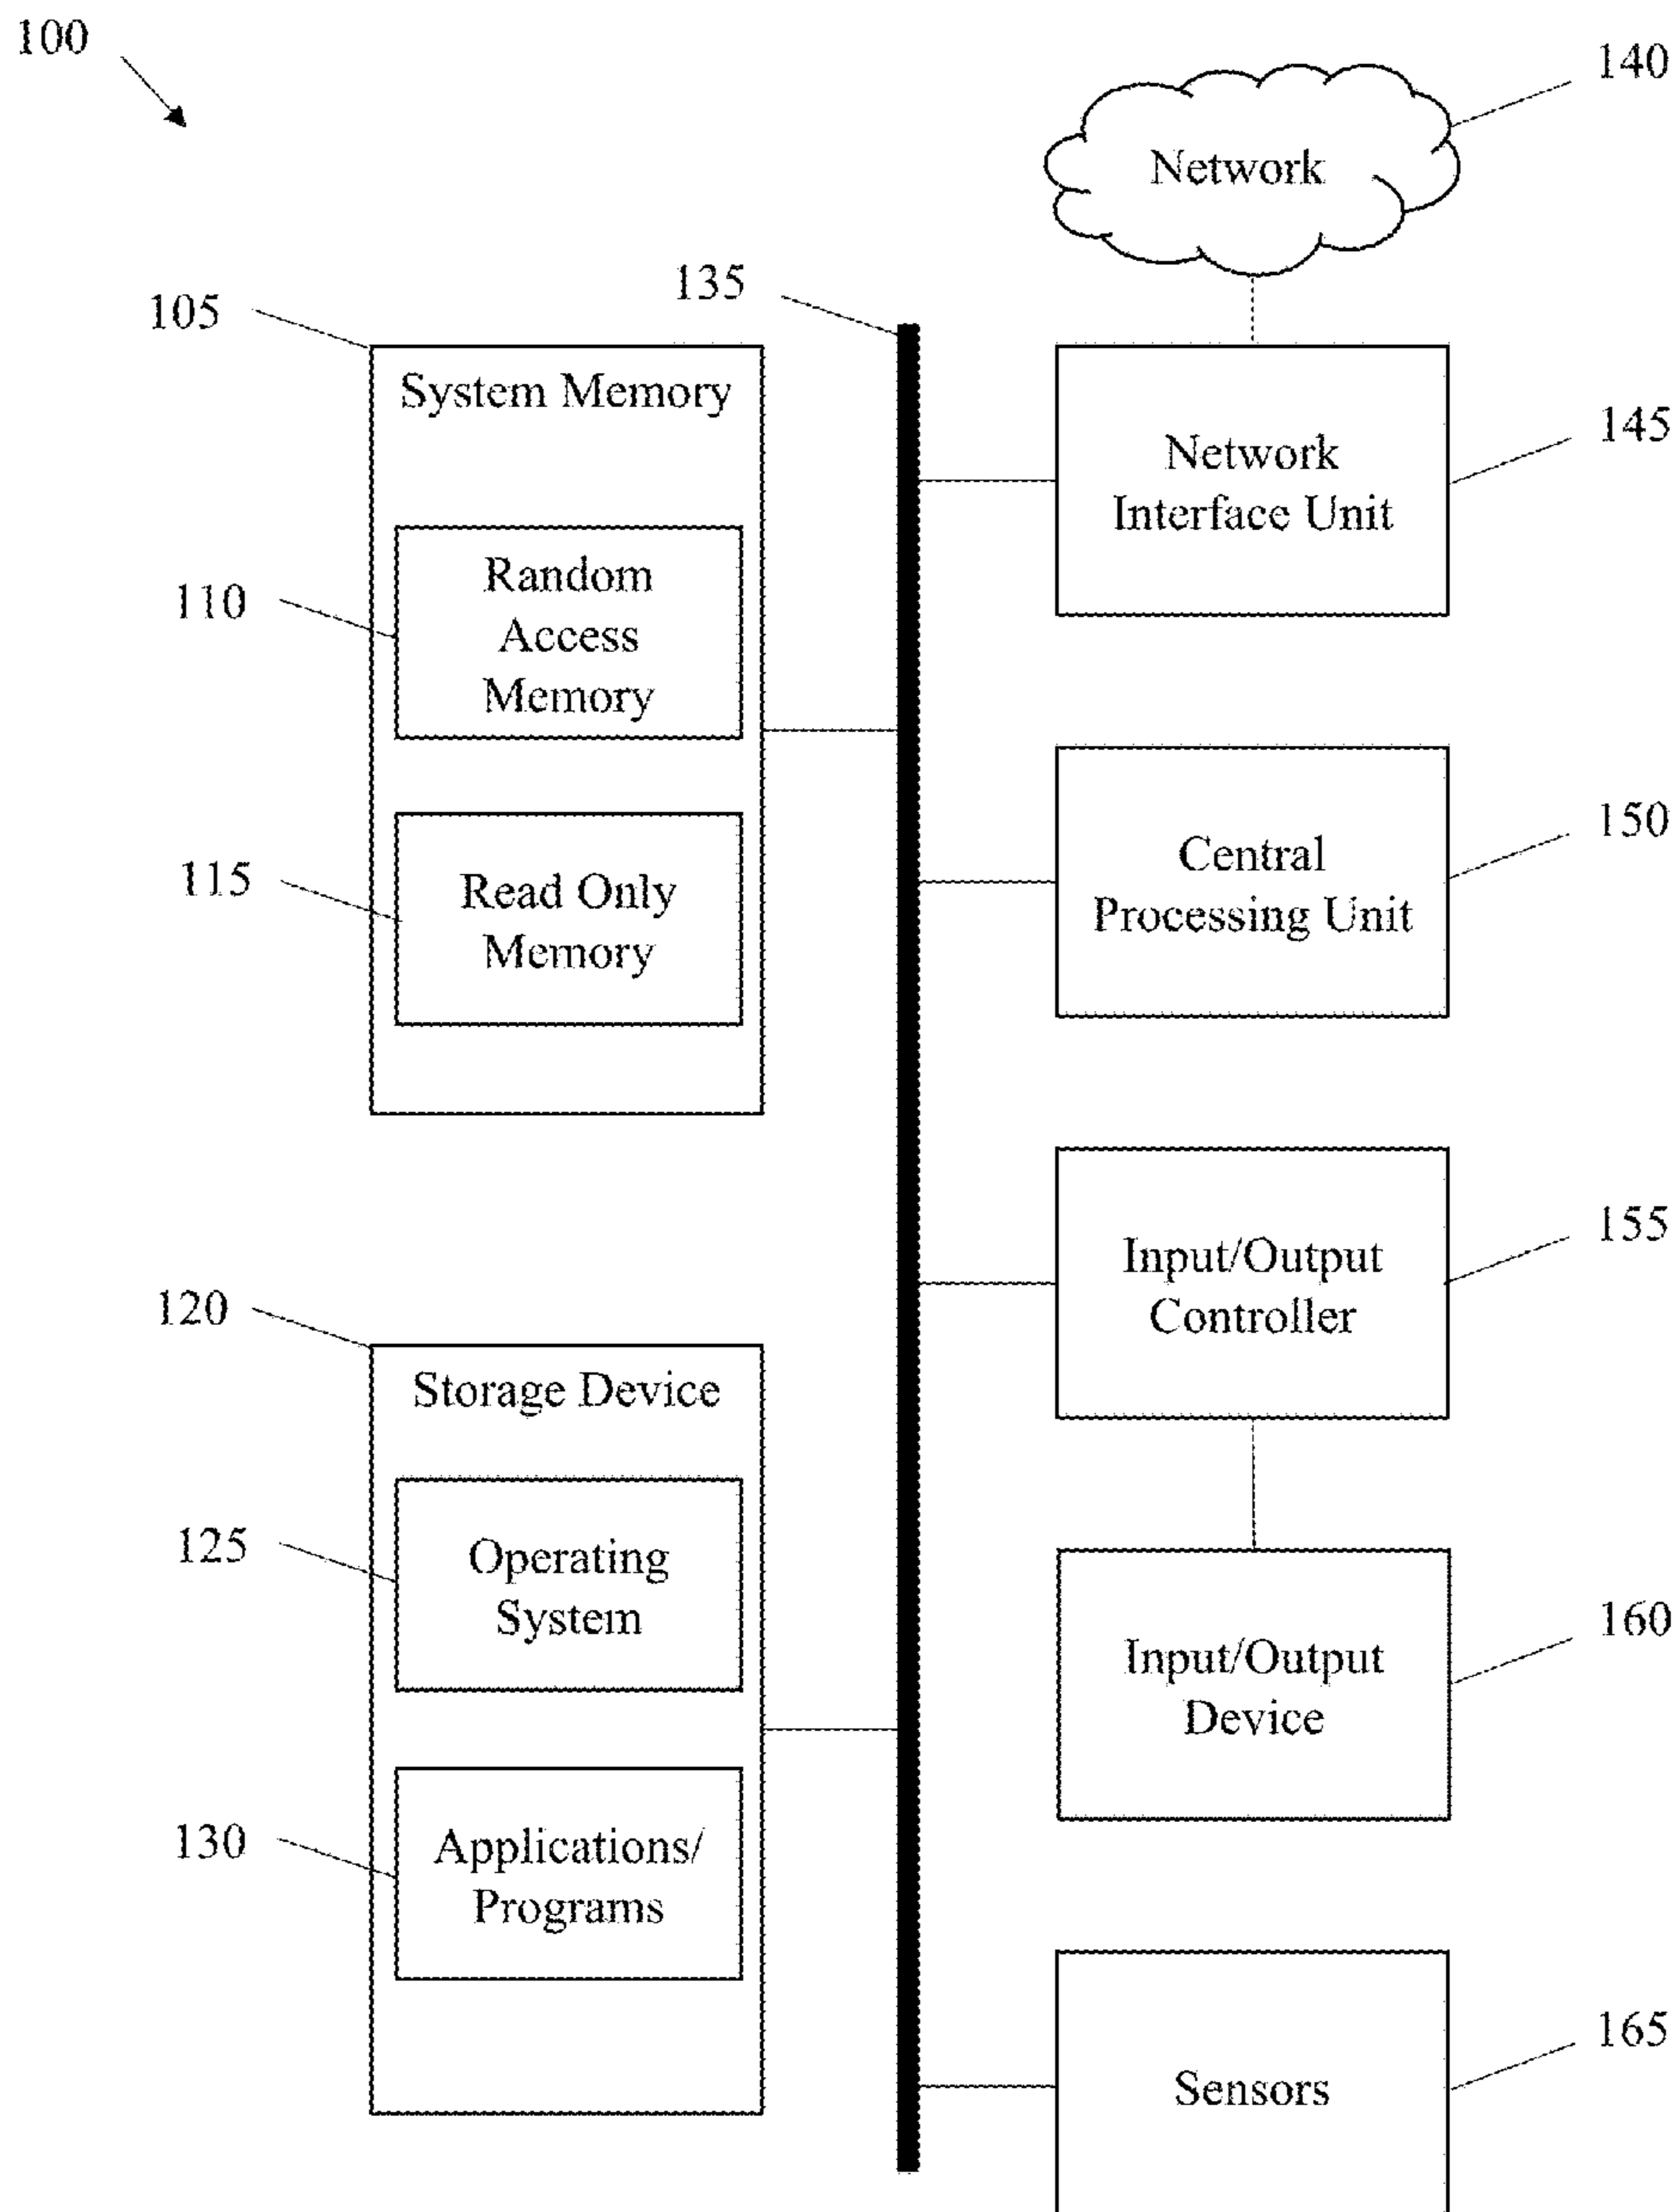 100
140
Network
135
105
System Memory
145
Network
Interface Unit
110
Random
Access
Memory
150
Central
Processing Unit
115
Read Only
Memory
155
Input/Output
Controller
120
Storage Device
125
Operating
System
160
Input/Output
Device
130
Applications/
Programs
165
Sensors